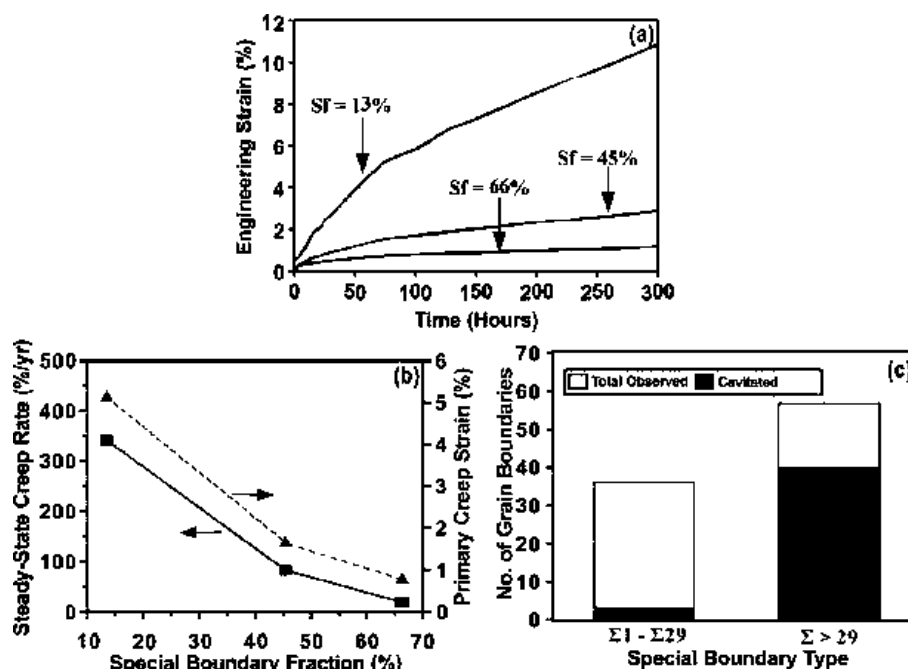 (a)
12
10
8
6
4
2
0
Engineering Strain (%)
Sf = 13%
Sf = 45%
Sf = 66%
0 50 100 150 200 250 300
Time (Hours)
(b)
500
400
300
200
100
0
Steady-State Creep Rate (%/yr)
6
5
4
3
2
1
0
Primary Creep Strain (%)
10 20 30 40 50 60 70
Special Boundary Fraction (%)
(c)
70
60
50
40
30
20
10
0
No. of Grain Boundaries
Total Observed Cavitated
Σ1 - Σ29 Σ > 29
Special Boundary Type